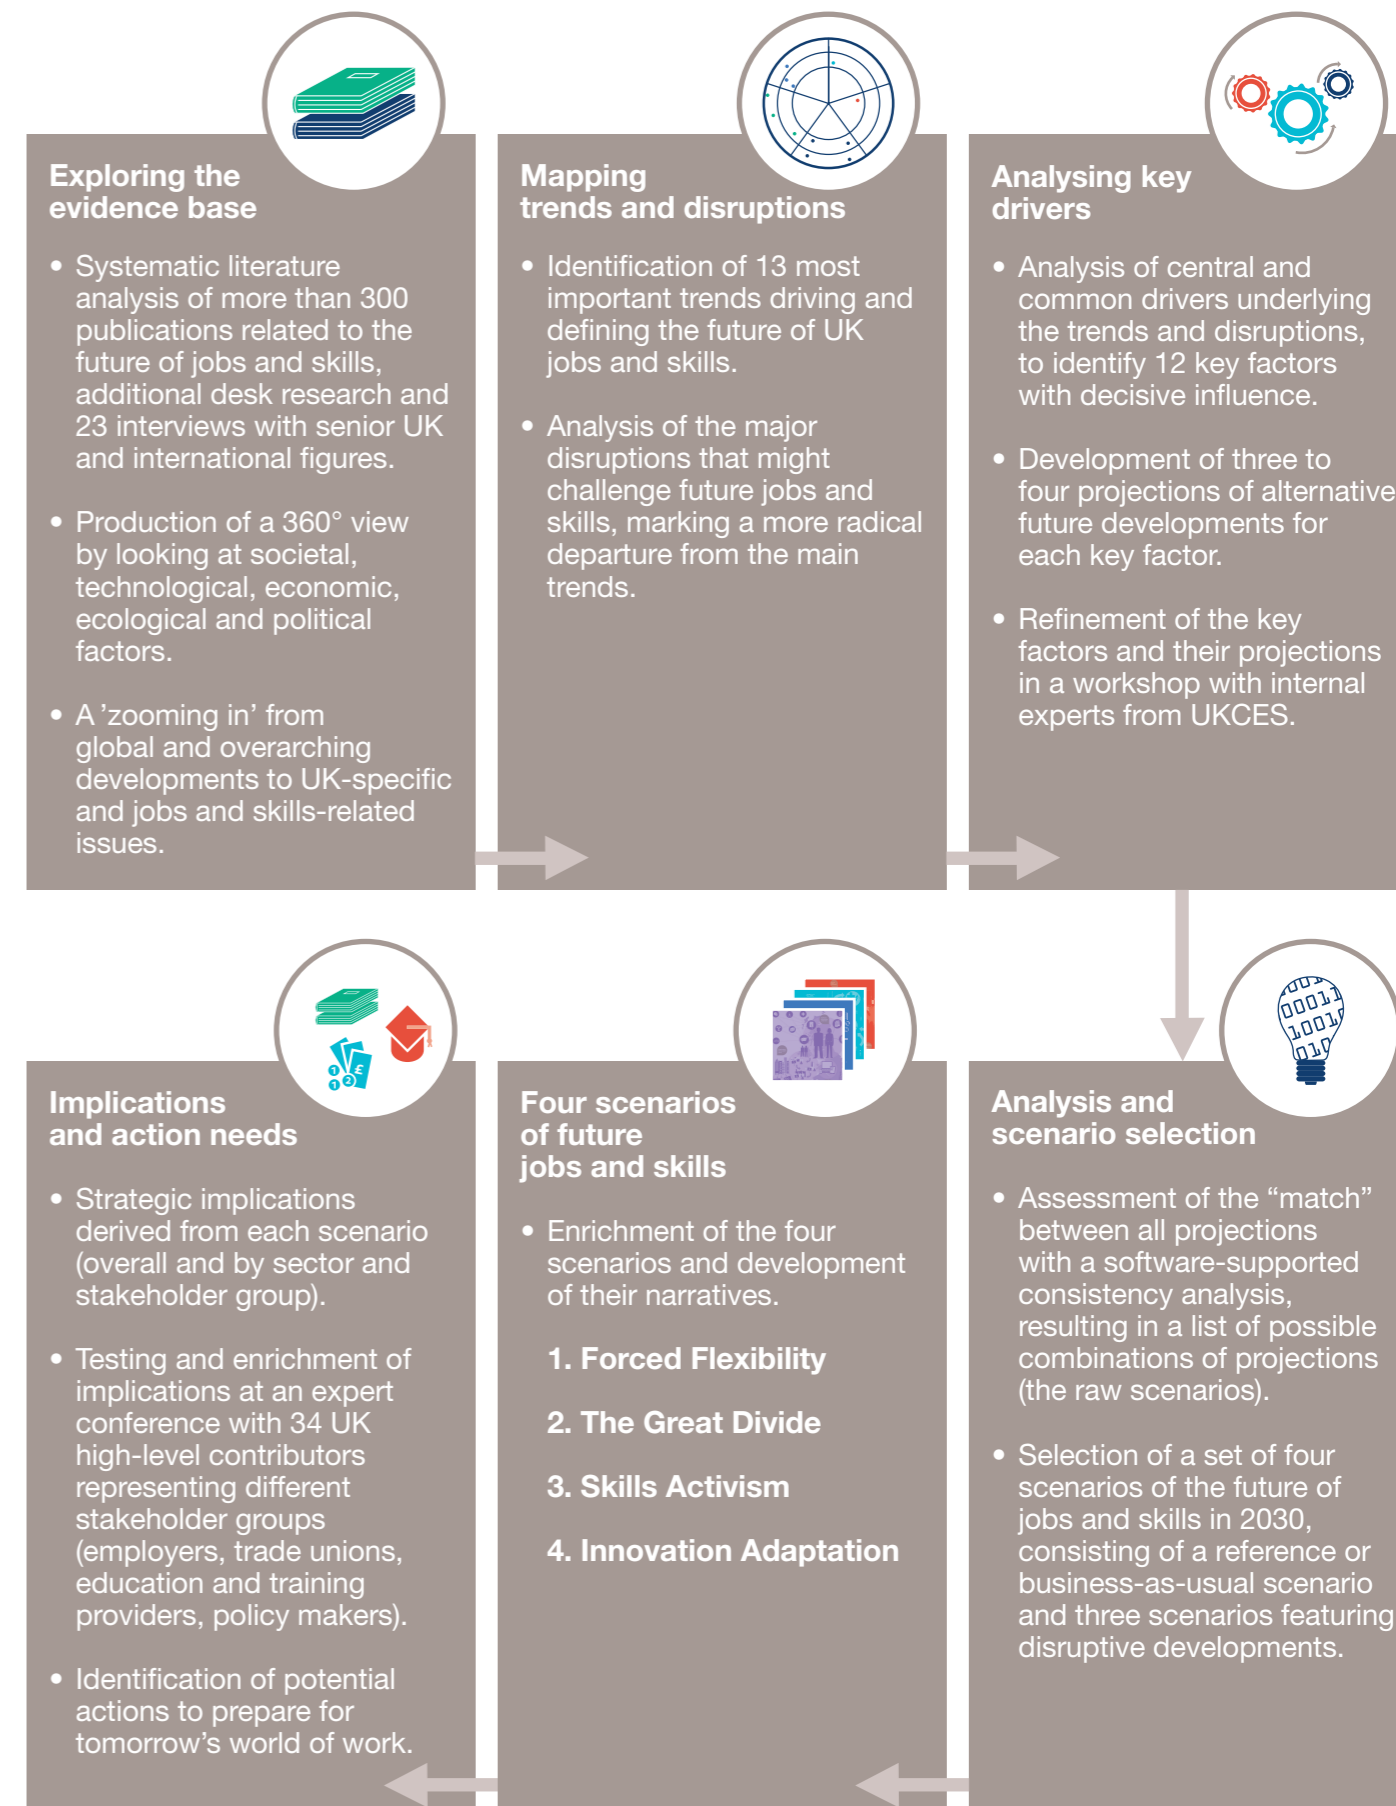 Exploring the
evidence base
• Systematic literature
analysis of more than 300
publications related to the
future of jobs and skills,
additional desk research and
23 interviews with senior UK
and international figures.
• Production of a 360° view
by looking at societal,
technological, economic,
ecological and political
factors.
• A ’zooming in’ from
global and overarching
developments to UK-specific
and jobs and skills-related
issues.
Mapping
trends and disruptions
• Identification of 13 most
important trends driving and
defining the future of UK
jobs and skills.
• Analysis of the major
disruptions that might
challenge future jobs and
skills, marking a more radical
departure from the main
trends.
Analysing key
drivers
• Analysis of central and
common drivers underlying
the trends and disruptions,
to identify 12 key factors
with decisive influence.
• Development of three to
four projections of alternative
future developments for
each key factor.
• Refinement of the key
factors and their projections
in a workshop with internal
experts from UKCES.
Analysis and
scenario selection
• Assessment of the “match”
between all projections
with a software-supported
consistency analysis,
resulting in a list of possible
combinations of projections
(the raw scenarios).
• Selection of a set of four
scenarios of the future of
jobs and skills in 2030,
consisting of a reference or
business-as-usual scenario
and three scenarios featuring
disruptive developments.
Four scenarios
of future
jobs and skills
• Enrichment of the four
scenarios and development
of their narratives.
1. Forced Flexibility
2. The Great Divide
3. Skills Activism
4. Innovation Adaptation
Implications
and action needs
• Strategic implications
derived from each scenario
(overall and by sector and
stakeholder group).
• Testing and enrichment of
implications at an expert
conference with 34 UK
high-level contributors
representing different
stakeholder groups
(employers, trade unions,
education and training
providers, policy makers).
• Identification of potential
actions to prepare for
tomorrow’s world of work.